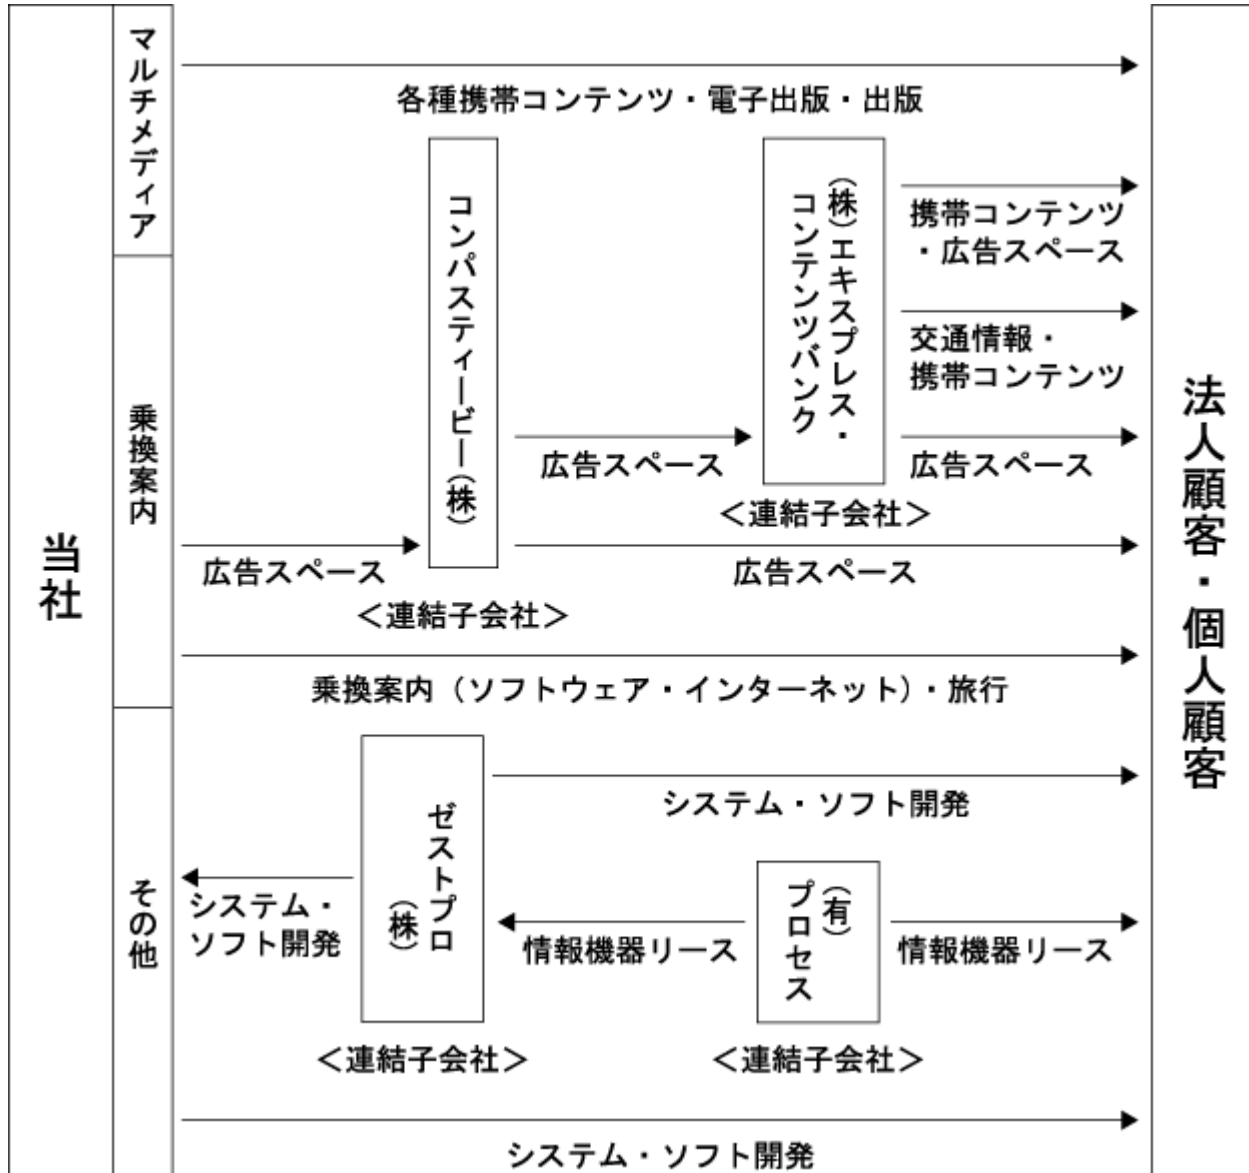 当社
マルチメディア
各種携帯コンテンツ・電子出版・出版
コンパスティービー(株)
(株)エキスプレス・
コンテンツバンク
携帯コンテンツ
・広告スペース
交通情報・
携帯コンテンツ
乗換案内
広告スペース
広告スペース
＜連結子会社＞
広告スペース
広告スペース
＜連結子会社＞
乗換案内（ソフトウェア・インターネット）・旅行
その他
ゼストプロ
(株)
システム・ソフト開発
システム・
ソフト開発
(有)
プロセス
情報機器リース
情報機器リース
＜連結子会社＞
＜連結子会社＞
システム・ソフト開発
法人顧客・個人顧客